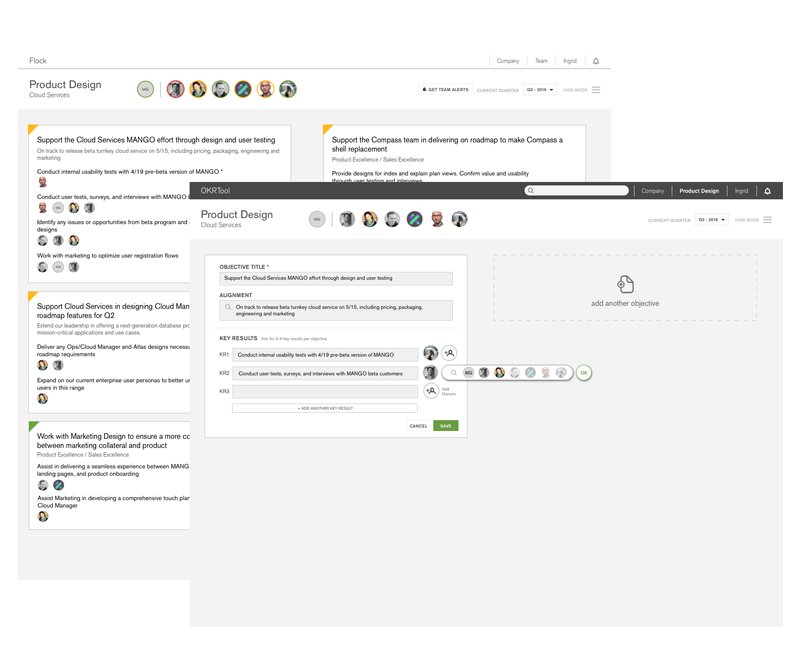 Flock
Company
Team
Ingrid
Product Design
Cloud Services
MG
GET TEAM ALERTS
CURRENT QUARTER
Q2 - 2016
VIEW MODE
Support the Cloud Services MANGO effort through design and user testing
On track to release beta turnkey cloud service on 5/15, including pricing, packaging, engineering and
marketing
Conduct internal usability tests with 4/19 pre-beta version of MANGO *
Conduct user tests, surveys, and interviews with MANGO
MG
Identify any issues or opportunities from beta program and
designs
Work with marketing to optimize user registration flows
MG
Support Cloud Services in designing Cloud Man
roadmap features for Q2
Extend our leadership in offering a next-generation database pro
mission-critical applications and use cases.
Deliver any Ops/Cloud Manager and Atlas designs necessa
roadmap requirements
Expand on our current enterprise user personas to better u
users in this range
Work with Marketing Design to ensure a more co
between marketing collateral and product
Product Excellence / Sales Excellence
Assist in delivering a seamless experience between MANG
landing pages, and product onboarding
Assist Marketing in developing a comprehensive touch plan
Cloud Manager
Support the Compass team in delivering on roadmap to make Compass a
shell replacement
Product Excellence / Sales Excellence
Provide designs for index and explain plan views. Confirm value and usability
through user testing and interviews
OKRTool
Company
Product Design
Ingrid
Product Design
Cloud Services
MG
CURRENT QUARTER
Q3 - 2016
VIEW MODE
OBJECTIVE TITLE *
Support the Cloud Services MANGO effort through design and user testing
ALIGNMENT
On track to release beta turnkey cloud service on 5/15, including pricing, packaging,
engineering and marketing
KEY RESULTS Aim for 3-4 key results per objective
KR1 Conduct internal usability tests with 4/19 pre-beta version of MANGO
KR2 Conduct user tests, surveys, and interviews with MANGO beta customers
MG
OK
KR3
Add
Owners
+ ADD ANOTHER KEY RESULT
CANCEL
SAVE
add another objective